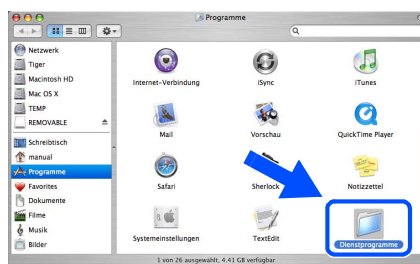 Programme
Netzwerk
Tiger
Macintosh HD
Mac OS X
TEMP
REMOVABLE
Schreibtisch
manual
Programme
Favorites
Dokumente
Filme
Musik
Bilder
Internet-Verbindung
iSync
iTunes
Mail
Vorschau
QuickTime Player
Safari
Sherlock
Notizzettel
Systemeinstellungen
TextEdit
Dienstprogramme
1 von 26 ausgewählt, 4.41 GB verfügbar